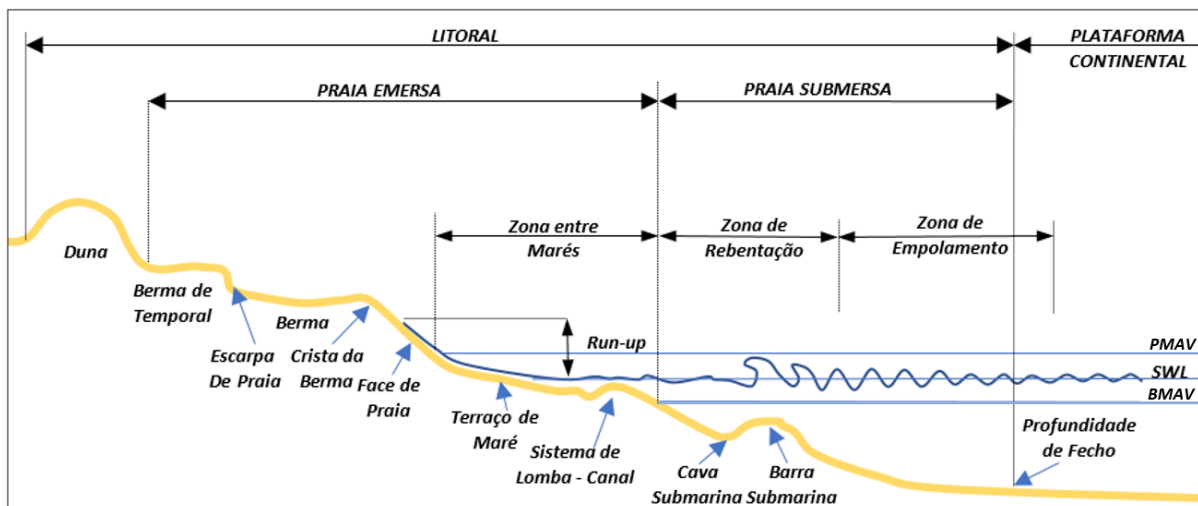 LITORAL
PLATAFORMA
CONTINENTAL
PRAIA EMERSA
PRAIA SUBMERSA
Zona entre
Marés
Zona de
Rebentação
Zona de
Empolamento
Duna
Berma de
Temporal
Berma
Escarpa
De Praia
Crista da
Berma
Face de
Praia
Run-up
PMAV
SWL
BMAV
Terraço de
Maré
Sistema de
Lomba - Canal
Cava
Submarina
Barra
Submarina
Profundidade
de Fecho